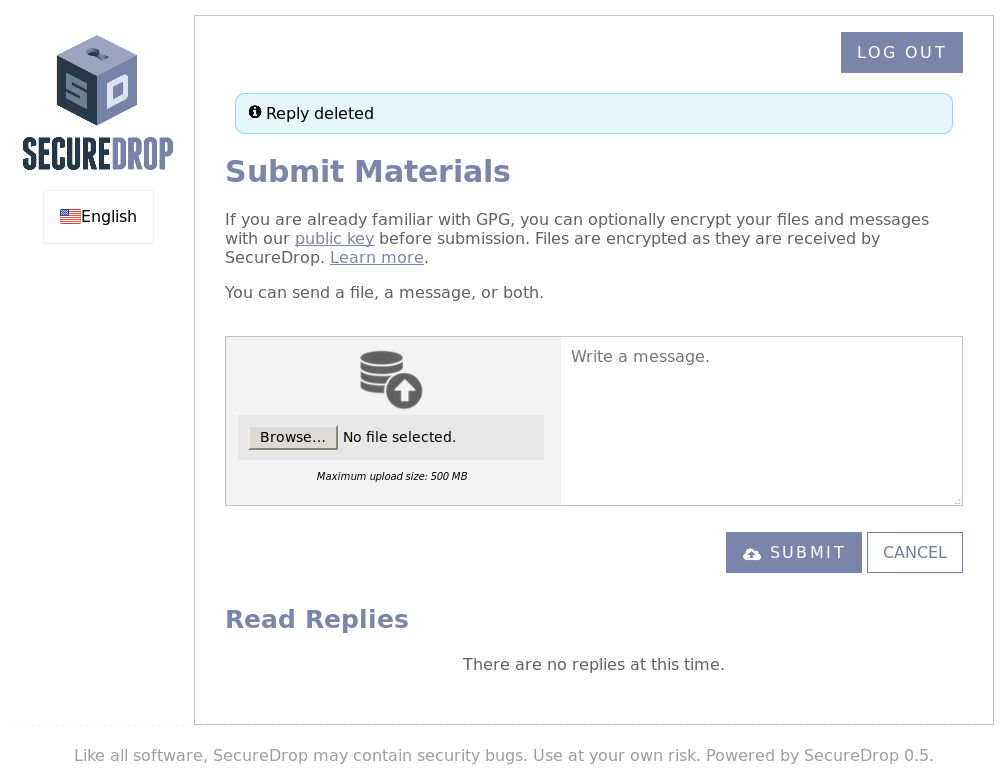 LOG OUT
Reply deleted
SD
SECUREDROP
English
Submit Materials
If you are already familiar with GPG, you can optionally encrypt your files and messages
with our public key before submission. Files are encrypted as they are received by
SecureDrop. Learn more.
You can send a file, a message, or both.
Write a message.
Browse... No file selected.
Maximum upload size: 500 MB
SUBMIT CANCEL
Read Replies
There are no replies at this time.
Like all software, SecureDrop may contain security bugs. Use at your own risk. Powered by SecureDrop 0.5.